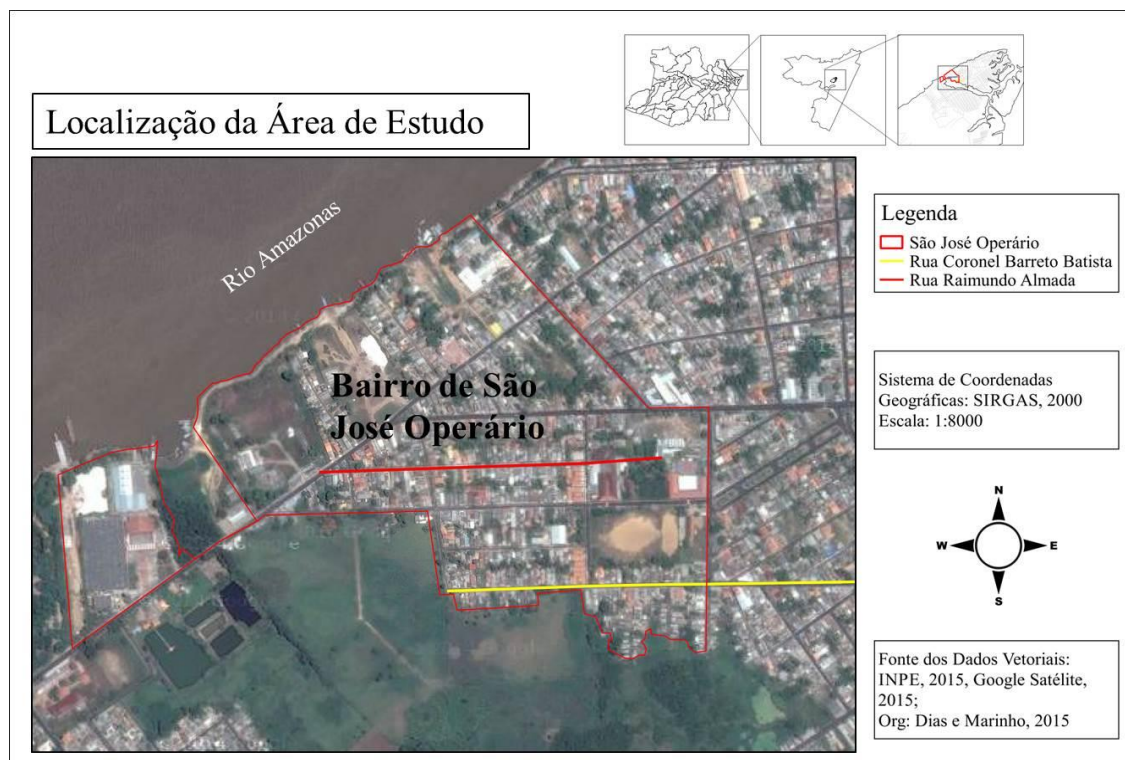 Localização da Área de Estudo
Rio Amazonas
Bairro de São
José Operário
Legenda
São José Operário
Rua Coronel Barreto Batista
Rua Raimundo Almada
Sistema de Coordenadas
Geográficas: SIRGAS, 2000
Escala: 1:8000
N
W
E
S
Fonte dos Dados Vetoriais:
INPE, 2015, Google Satélite,
2015;
Org: Dias e Marinho, 2015